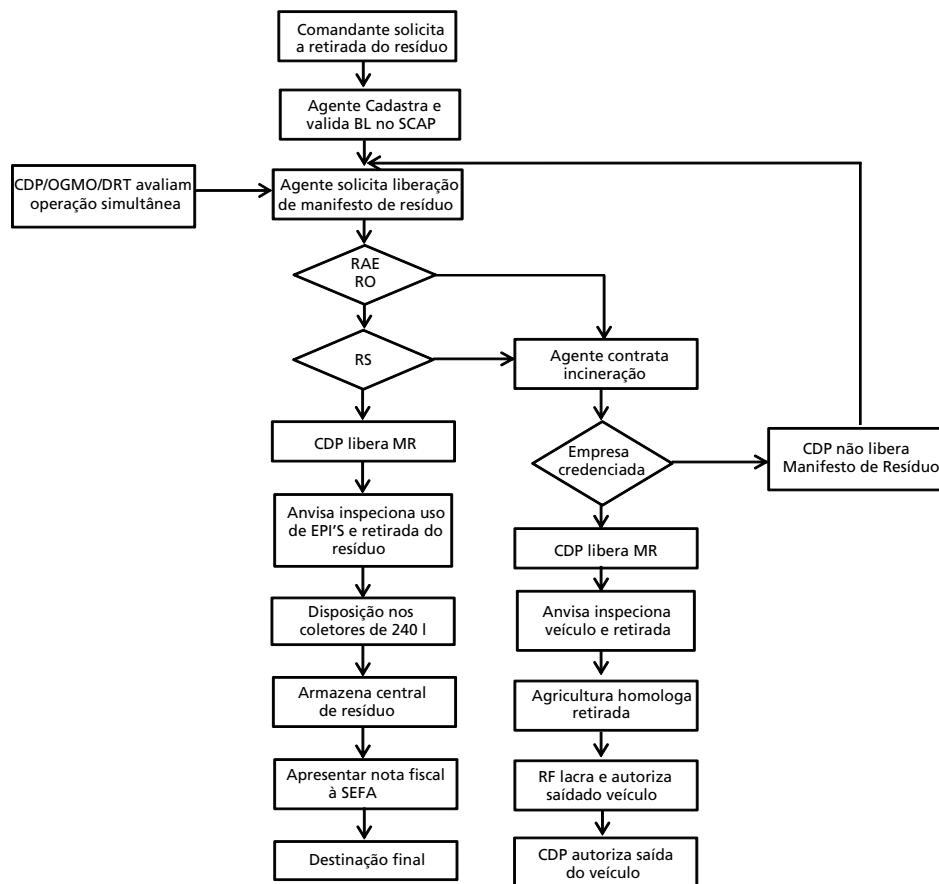 Comandante solicita
a retirada do resíduo
Agente Cadastra e
valida BL no SCAP
CDP/OGMO/DRT avaliam
operação simultânea
Agente solicita liberação
de manifesto de resíduo
RAE
RO
RS
Agente contrata
incineração
CDP libera MR
Empresa
credenciada
CDP não libera
Manifesto de Resíduo
Anvisa inspeciona uso
de EPI'S e retirada do
resíduo
CDP libera MR
Disposição nos
coletores de 240 l
Anvisa inspeciona
veículo e retirada
Armazena central
de resíduo
Agricultura homologa
retirada
Apresentar nota fiscal
à SEFA
RF lacra e autoriza
saídado veículo
Destinação final
CDP autoriza saída
do veículo